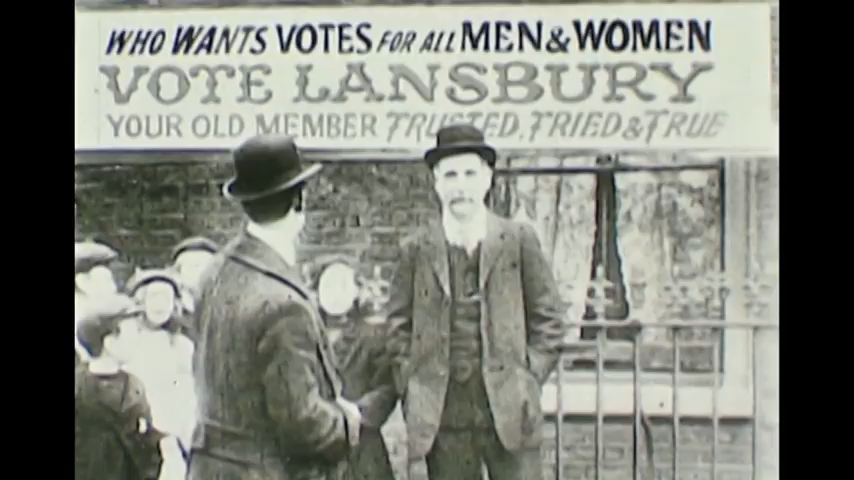 WHO WANTS VOTES FOR ALL MEN & WOMEN
VOTE LANSBURY
YOUR OLD MEMBER TRUSTED, TRIED & TRUE